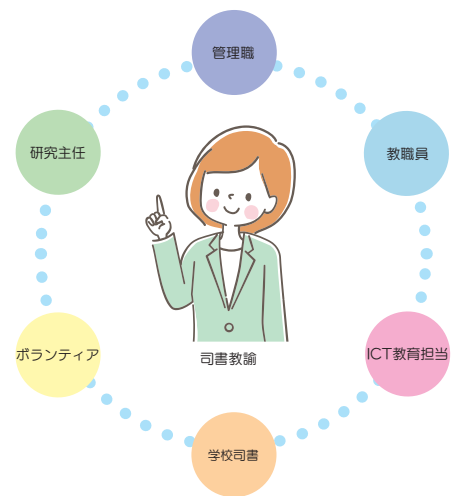 管理職
研究主任
教職員
ボランティア
ICT教育担当
司書教諭
学校司書